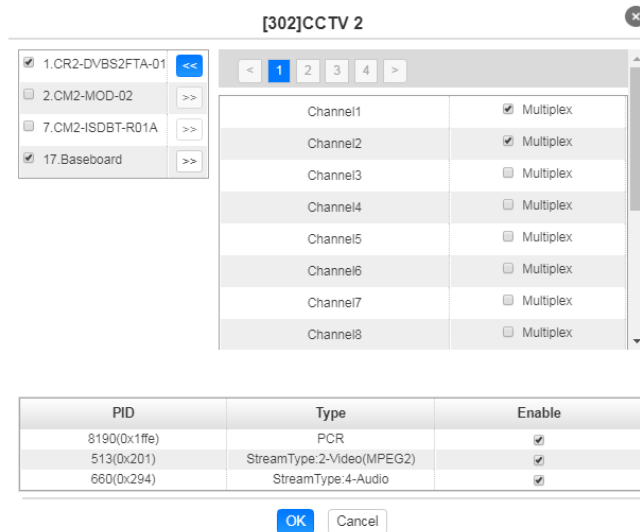 [302]CCTV 2
1.CR2-DVBS2FTA-01 <<
2.CM2-MOD-02 >>
7.CM2-ISDBT-R01A >>
17.Baseboard >>
< 1 2 3 4 >
Channel1 Multiplex
Channel2 Multiplex
Channel3 Multiplex
Channel4 Multiplex
Channel5 Multiplex
Channel6 Multiplex
Channel7 Multiplex
Channel8 Multiplex
PID Type Enable
8190(0x1ffe) PCR
513(0x201) StreamType:2-Video(MPEG2)
660(0x294) StreamType:4-Audio
OK Cancel